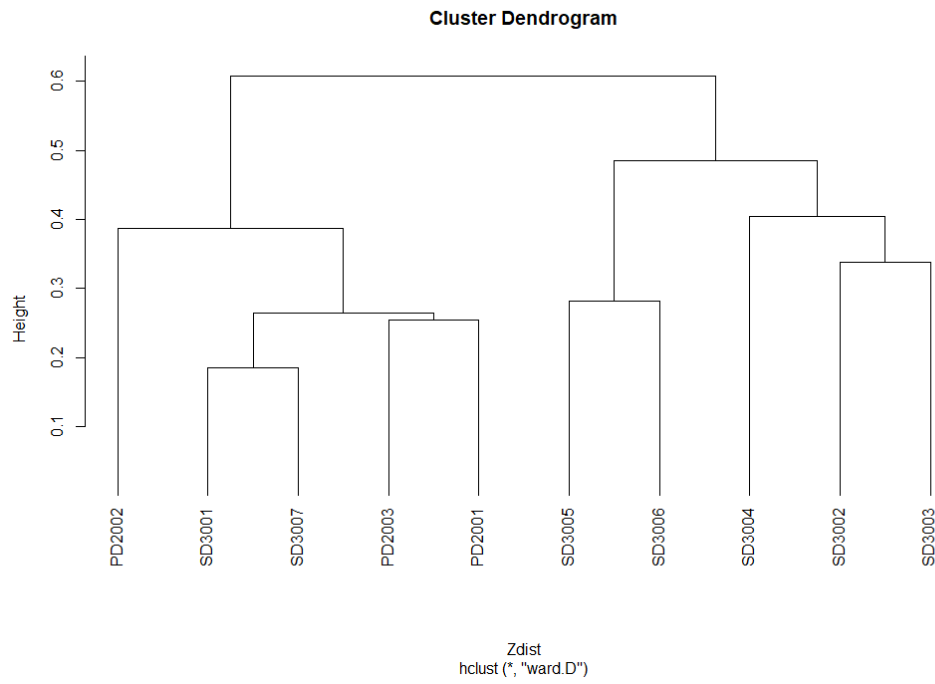 Cluster Dendrogram
Height
0.6
0.5
0.4
0.3
0.2
0.1
PD2002
SD3001
SD3007
PD2003
PD2001
SD3005
SD3006
SD3004
SD3002
SD3003
Zdist
hclust (*, "ward.D")